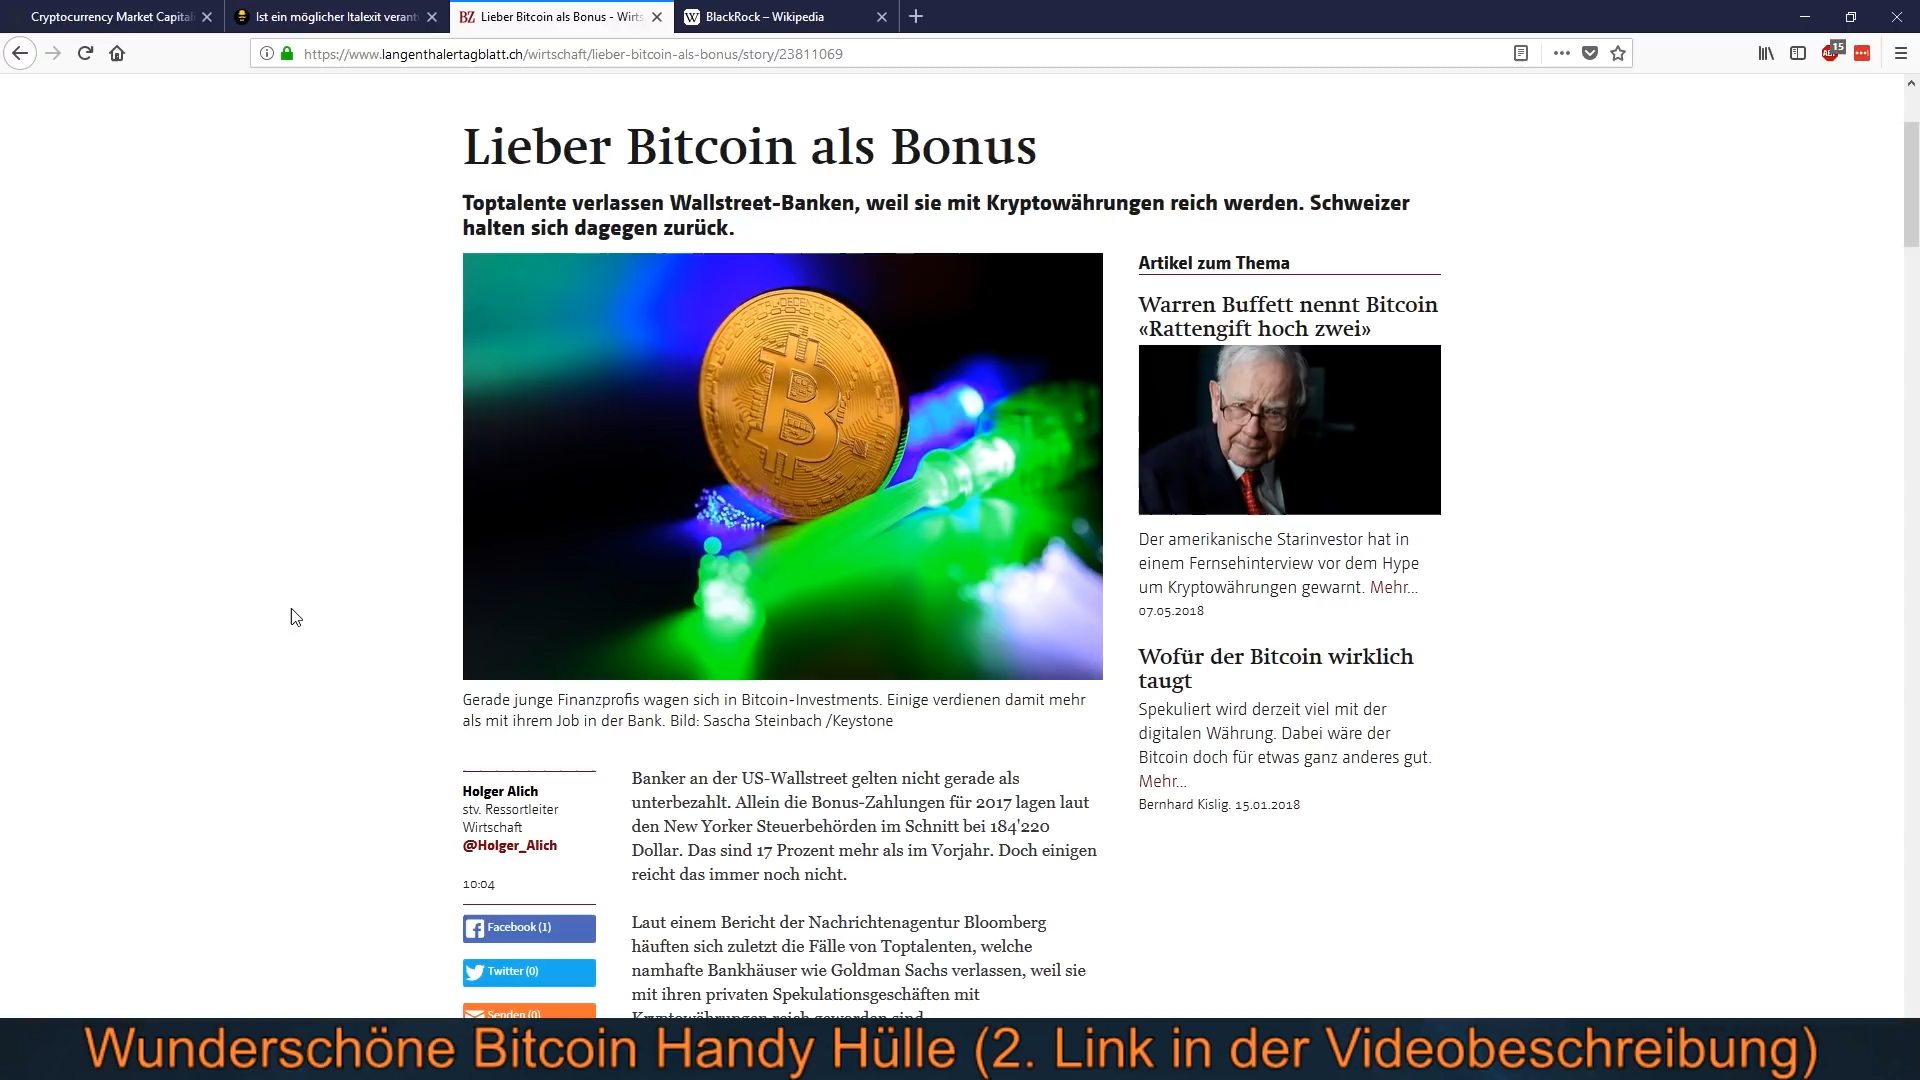 Cryptocurrency Market Capital
Ist ein möglicher Italexit verant
BZ Lieber Bitcoin als Bonus - Wirts
W BlackRock – Wikipedia
https://www.langenthalertagblatt.ch/wirtschaft/lieber-bitcoin-als-bonus/story/23811069
15
Lieber Bitcoin als Bonus
Toptalente verlassen Wallstreet-Banken, weil sie mit Kryptowährungen reich werden. Schweizer
halten sich dagegen zurück.
Gerade junge Finanzprofis wagen sich in Bitcoin-Investments. Einige verdienen damit mehr
als mit ihrem Job in der Bank. Bild: Sascha Steinbach /Keystone
Holger Alich
stv. Ressortleiter
Wirtschaft
@Holger_Alich
10:04
Facebook (1)
Twitter (0)
Senden (0)
Banker an der US-Wallstreet gelten nicht gerade als
unterbezahlt. Allein die Bonus-Zahlungen für 2017 lagen laut
den New Yorker Steuerbehörden im Schnitt bei 184'220
Dollar. Das sind 17 Prozent mehr als im Vorjahr. Doch einigen
reicht das immer noch nicht.
Laut einem Bericht der Nachrichtenagentur Bloomberg
häuften sich zuletzt die Fälle von Toptalenten, welche
namhafte Bankhäuser wie Goldman Sachs verlassen, weil sie
mit ihren privaten Spekulationsgeschäften mit
Kryptowährungen reich geworden sind.
Artikel zum Thema
Warren Buffett nennt Bitcoin
«Rattengift hoch zwei»
Der amerikanische Starinvestor hat in
einem Fernsehinterview vor dem Hype
um Kryptowährungen gewarnt. Mehr...
07.05.2018
Wofür der Bitcoin wirklich
taugt
Spekuliert wird derzeit viel mit der
digitalen Währung. Dabei wäre der
Bitcoin doch für etwas ganz anderes gut.
Mehr...
Bernhard Kislig. 15.01.2018
Wunderschöne Bitcoin Handy Hülle (2. Link in der Videobeschreibung)